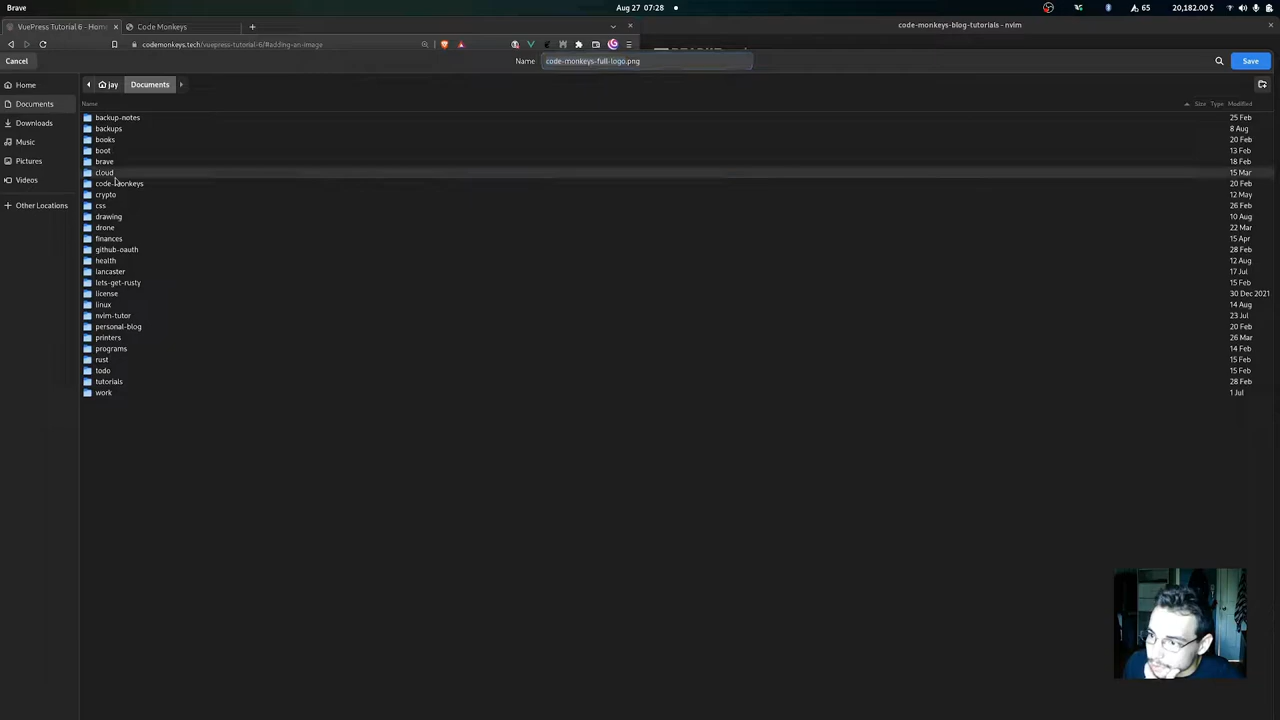 Brave
Aug 27 07:28
65
20,182.00 $
VuePress Tutorial 6 - Hom
Code Monkeys
code-monkeys-blog-tutorials - nvim
codemonkeys.tech/vuepress-tutorial-6/#adding-an-image
Cancel
Name
code-monkeys-full-logo.png
Save
Home
jay
Documents
Documents
Name
Size
Type
Modified
Downloads
backup-notes
25 Feb
backups
8 Aug
Music
books
20 Feb
boot
13 Feb
Pictures
brave
18 Feb
cloud
15 Mar
Videos
code-monkeys
20 Feb
crypto
12 May
Other Locations
css
26 Feb
drawing
10 Aug
drone
22 Mar
finances
15 Apr
github-oauth
28 Feb
health
12 Aug
lancaster
17 Jul
lets-get-rusty
15 Feb
license
30 Dec 2021
linux
14 Aug
nvim-tutor
23 Jul
personal-blog
20 Feb
printers
26 Mar
programs
14 Feb
rust
15 Feb
todo
15 Feb
tutorials
28 Feb
work
1 Jul